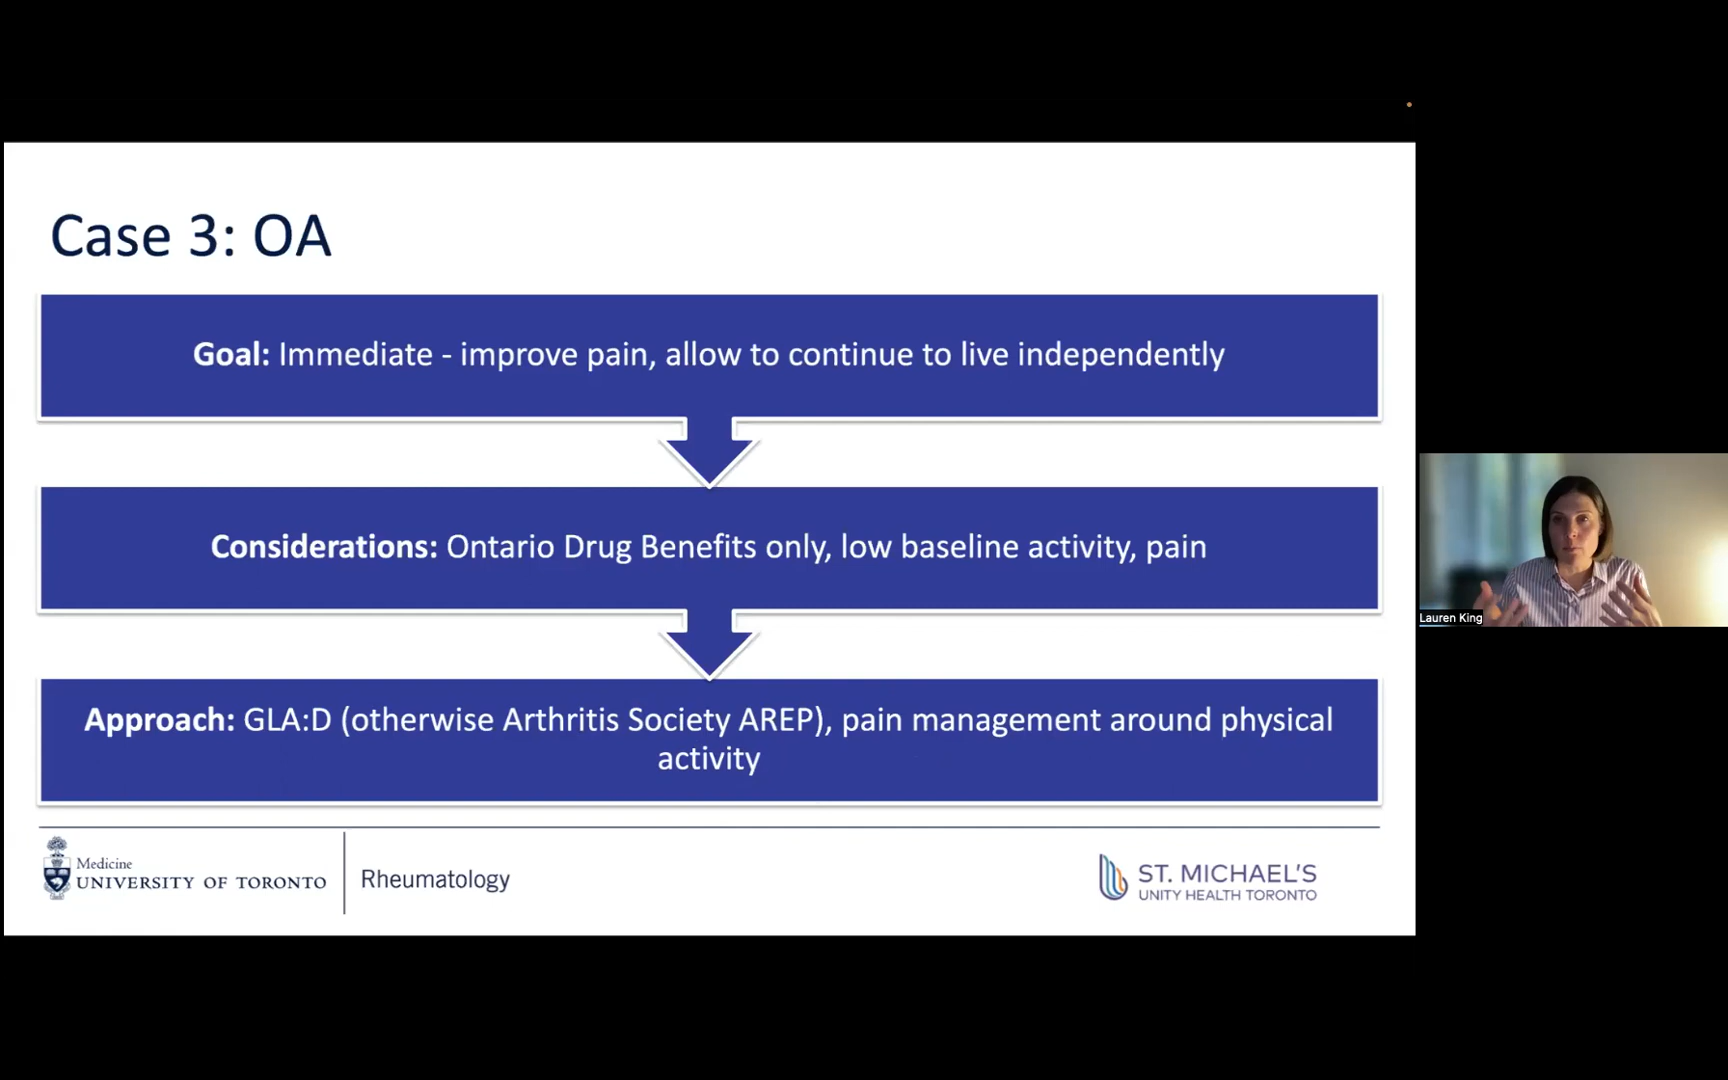 Case 3: OA
Goal: Immediate - improve pain, allow to continue to live independently
Considerations: Ontario Drug Benefits only, low baseline activity, pain
Approach: GLA:D (otherwise Arthritis Society AREP), pain management around physical
activity
Medicine
UNIVERSITY OF TORONTO
Rheumatology
ST. MICHAEL'S
UNITY HEALTH TORONTO
Lauren King